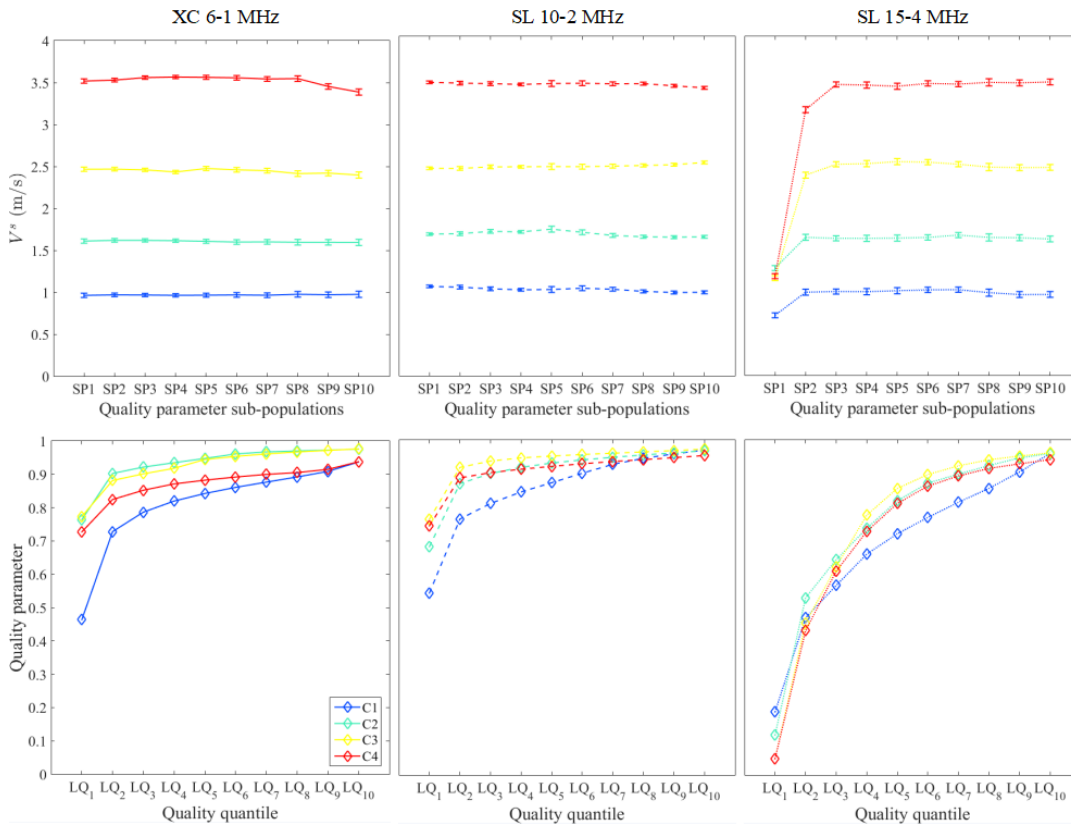 XC 6-1 MHz
SL 10-2 MHz
SL 15-4 MHz
4
3.5
3
2.5
2
1.5
1
0.5
0
V^s (m/s)
SP1 SP2 SP3 SP4 SP5 SP6 SP7 SP8 SP9 SP10
Quality parameter sub-populations
SP1 SP2 SP3 SP4 SP5 SP6 SP7 SP8 SP9 SP10
Quality parameter sub-populations
SP1 SP2 SP3 SP4 SP5 SP6 SP7 SP8 SP9 SP10
Quality parameter sub-populations
1
0.9
0.8
0.7
0.6
0.5
0.4
0.3
0.2
0.1
0
Quality parameter
C1
C2
C3
C4
LQ1 LQ2 LQ3 LQ4 LQ5 LQ6 LQ7 LQ8 LQ9 LQ10
Quality quantile
LQ1 LQ2 LQ3 LQ4 LQ5 LQ6 LQ7 LQ8 LQ9 LQ10
Quality quantile
LQ1 LQ2 LQ3 LQ4 LQ5 LQ6 LQ7 LQ8 LQ9 LQ10
Quality quantile